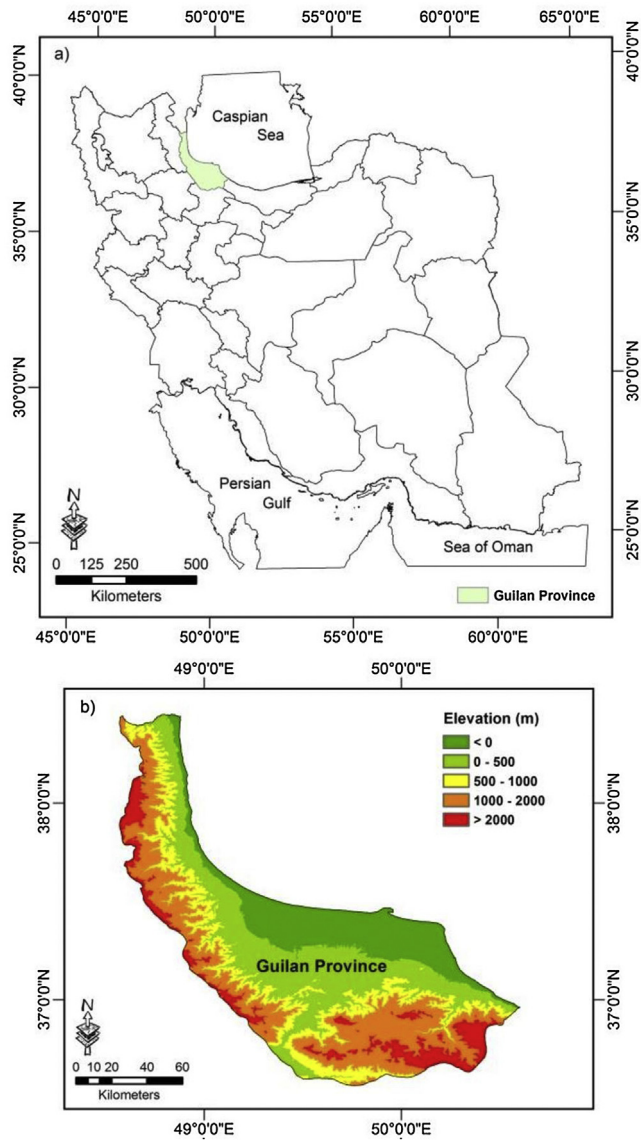 45°0'0"E 50°0'0"E 55°0'0"E 60°0'0"E 65°0'0"E
a)
40°0'0"N
40°0'0"N
Caspian
Sea
35°0'0"N
35°0'0"N
30°0'0"N
30°0'0"N
Persian
Gulf
N
25°0'0"N
25°0'0"N
Sea of Oman
0 125 250 500
Kilometers
Guilan Province
45°0'0"E 50°0'0"E 55°0'0"E 60°0'0"E
49°0'0"E 50°0'0"E
b)
Elevation (m)
< 0
0 - 500
500 - 1000
1000 - 2000
> 2000
38°0'0"N
38°0'0"N
Guilan Province
37°0'0"N
37°0'0"N
N
0 10 20 40 60
Kilometers
49°0'0"E 50°0'0"E